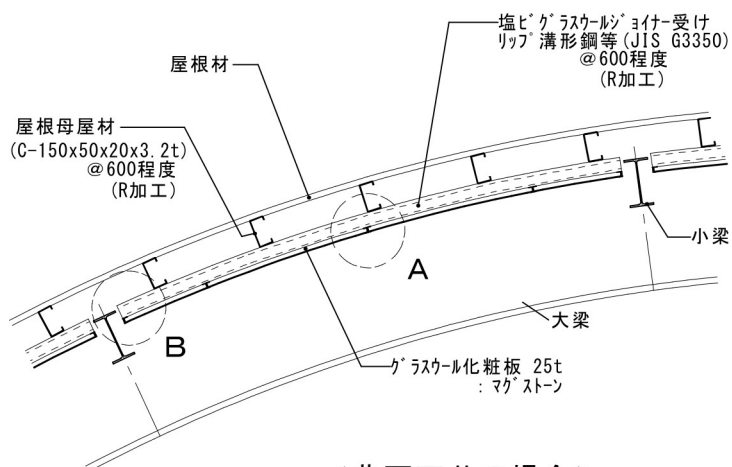 塩ビグラスウールジョイナー受け
リップ溝形鋼等(JIS G3350)
@600程度
(R加工)
屋根材
屋根母屋材
(C-150x50x20x3.2t)
@600程度
(R加工)
小梁
A
大梁
B
グラスウール化粧板 25t
: マグストーン